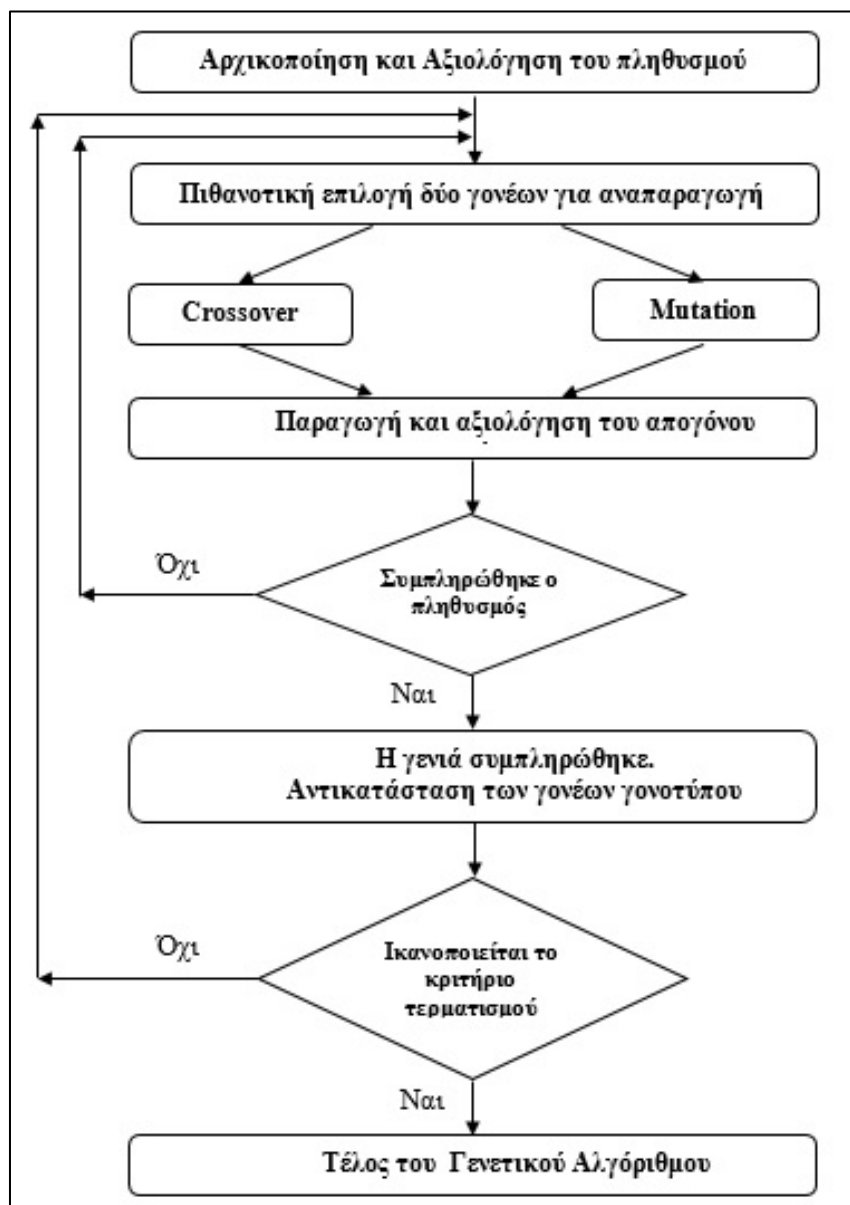 Αρχικοποίηση και Αξιολόγηση του πληθυσμού
Πιθανοτική επιλογή δύο γονέων για αναπαραγωγή
Crossover
Mutation
Παραγωγή και αξιολόγηση του απογόνου
Όχι
Συμπληρώθηκε ο
πληθυσμός
Ναι
Η γενιά συμπληρώθηκε.
Αντικατάσταση των γονέων γονοτύπου
Όχι
Ικανοποιείται το
κριτήριο
τερματισμού
Ναι
Τέλος του Γενετικού Αλγόριθμου